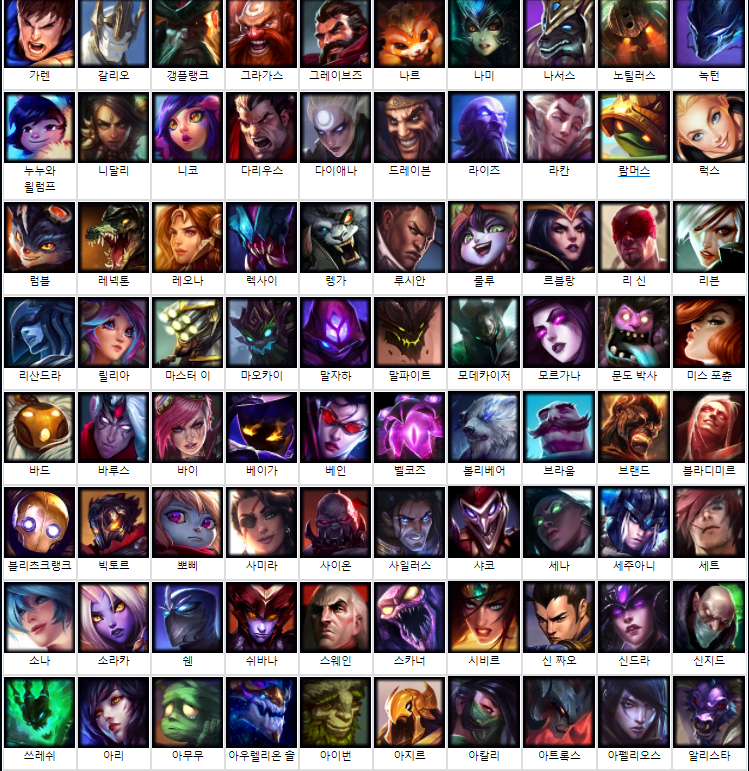 가렌
갈리오
갱플랭크
그라가스
그레이브즈
나르
나미
나서스
노틸러스
녹턴
누누와
윌럼프
니달리
니코
다리우스
다이애나
드레이븐
라이즈
라칸
람머스
럭스
럼블
레넥톤
레오나
렉사이
렝가
루시안
룰루
르블랑
리 신
리븐
리산드라
릴리아
마스터 이
마오카이
말자하
말파이트
모데카이저
모르가나
문도 박사
미스 포츈
바드
바루스
바이
베이가
베인
벨코즈
볼리베어
브라움
브랜드
블라디미르
블리츠크랭크
빅토르
뽀삐
사미라
사이온
사일러스
샤코
세나
세주아니
세트
소나
소라카
쉔
쉬바나
스웨인
스카너
시비르
신 짜오
신드라
신지드
쓰레쉬
아리
아무무
아우렐리온 솔
아이번
아지르
아칼리
아트록스
아펠리오스
알리스타